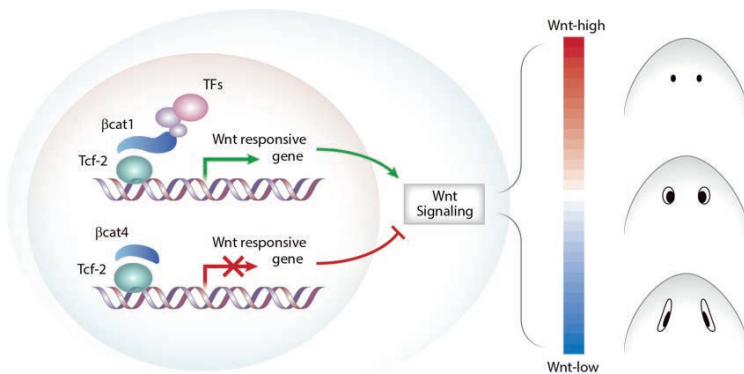 Wnt-high
TFs
βcat1
Wnt responsive
gene
Tcf-2
Wnt
Signaling
βcat4
Wnt responsive
gene
Tcf-2
Wnt-low